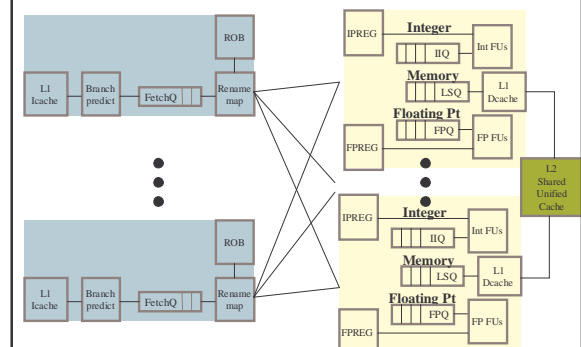 ROB
L1
Icache
Branch
predict
FetchQ
Rename
map
IPREG
Integer
IIQ
Int FUs
Memory
LSQ
L1
Dcache
Floating Pt
FPQ
FPREG
FP FUs
L2
Shared
Unified
Cache
ROB
L1
Icache
Branch
predict
FetchQ
Rename
map
IPREG
Integer
IIQ
Int FUs
Memory
LSQ
L1
Dcache
Floating Pt
FPQ
FPREG
FP FUs